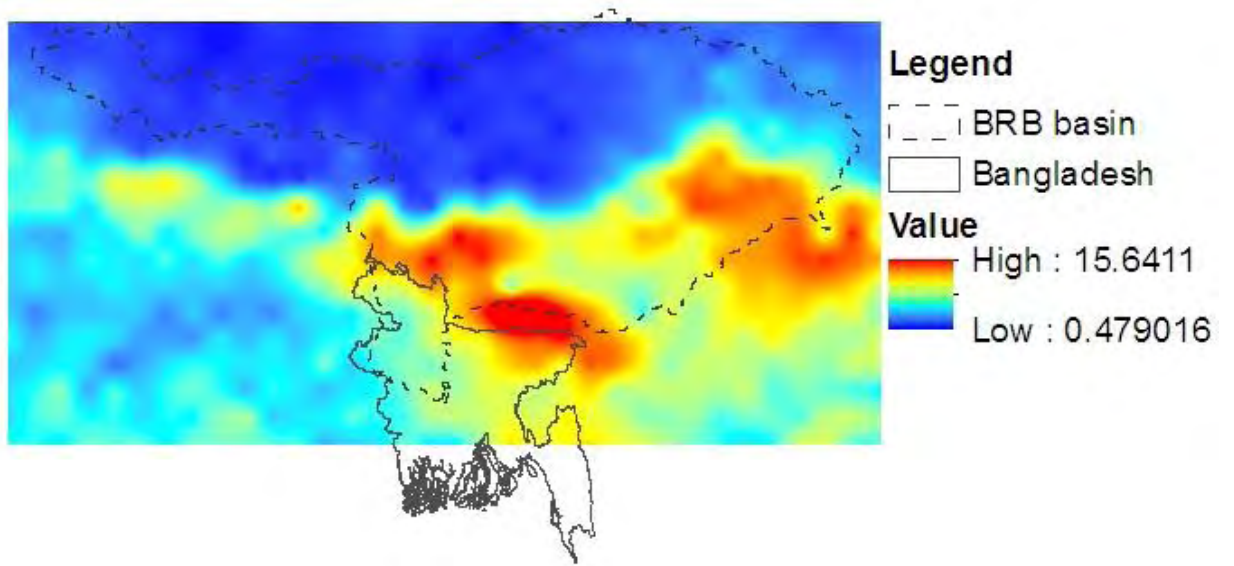 Legend
BRB basin
Bangladesh
Value
High : 15.6411
Low : 0.479016